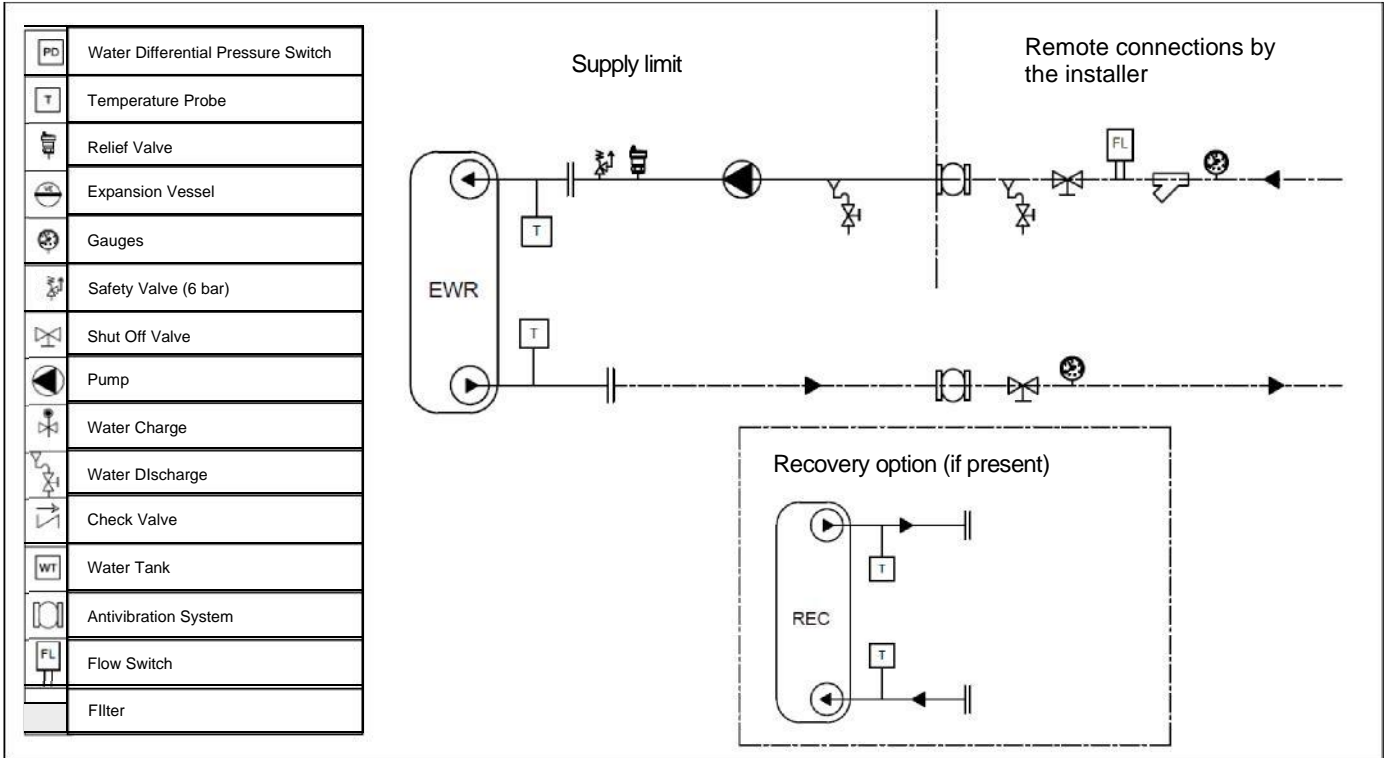 PD
Water Differential Pressure Switch
T
Temperature Probe
Relief Valve
Expansion Vessel
Gauges
Safety Valve (6 bar)
Shut Off Valve
Pump
Water Charge
Water DIscharge
Check Valve
WT
Water Tank
Antivibration System
FL
Flow Switch
FIlter
Supply limit
Remote connections by
the installer
FL
T
EWR
T
Recovery option (if present)
T
REC
T